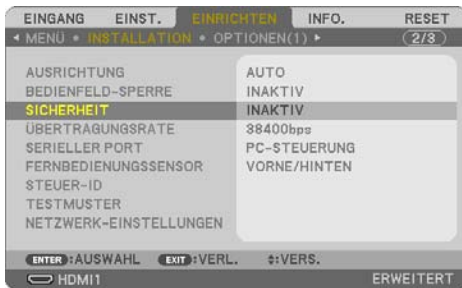 EINGANG EINST. EINRICHTEN INFO. RESET
◂ MENÜ • INSTALLATION • OPTIONEN(1) ▸ (2/3)
AUSRICHTUNG AUTO
BEDIENFELD-SPERRE INAKTIV
SICHERHEIT INAKTIV
ÜBERTRAGUNGSRATE 38400bps
SERIELLER PORT PC-STEUERUNG
FERNBEDIENUNGSSENSOR VORNE/HINTEN
STEUER-ID
TESTMUSTER
NETZWERK-EINSTELLUNGEN
ENTER :AUSWAHL EXIT :VERL. ♦:VERS.
HDMI1 ERWEITERT